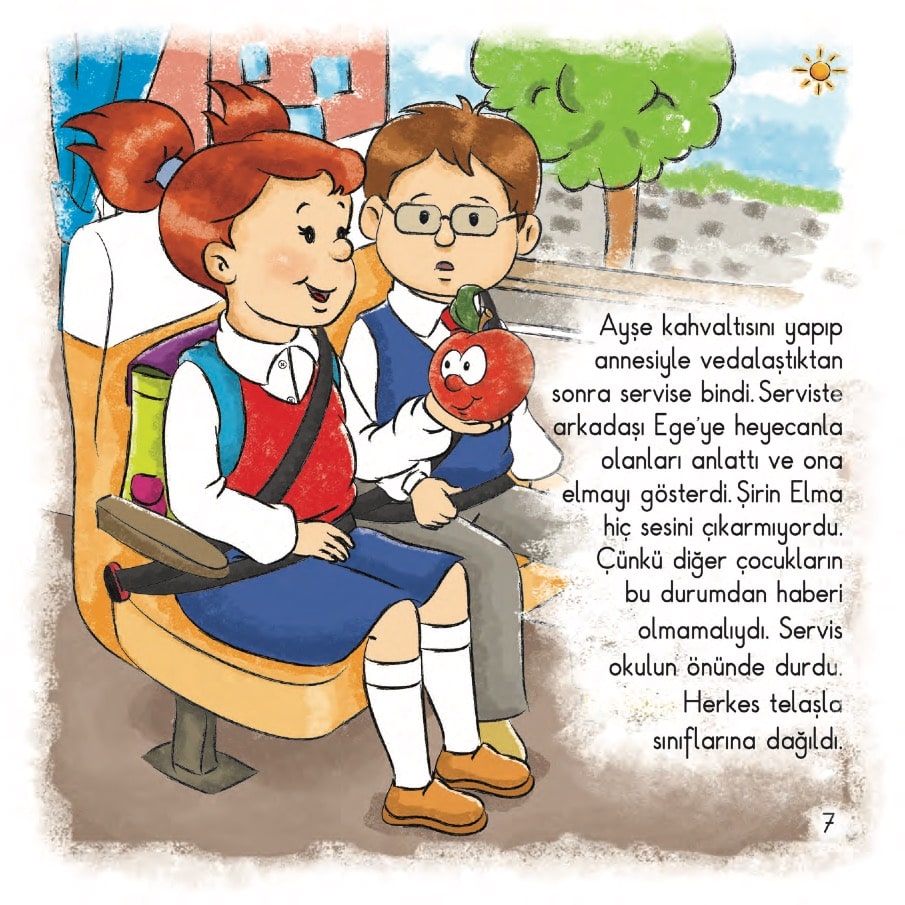 Ayşe kahvaltısını yapıp
annesiyle vedalaştıktan
sonra servise bindi. Serviste
arkadaşı Ege'ye heyecanla
olanları anlattı ve ona
elmayı gösterdi. Şirin Elma
hiç sesini çıkarmıyordu.
Çünkü diğer çocukların
bu durumdan haberi
olmamalıydı. Servis
okulun önünde durdu.
Herkes telaşla
sınıflarına dağıldı.
7